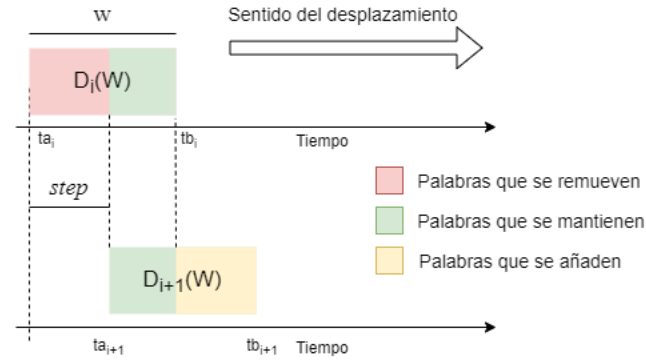 w
Sentido del desplazamiento
Dᵢ(W)
taᵢ
tbᵢ
Tiempo
step
Palabras que se remueven
Palabras que se mantienen
Palabras que se añaden
Dᵢ₊₁(W)
taᵢ₊₁
tbᵢ₊₁
Tiempo